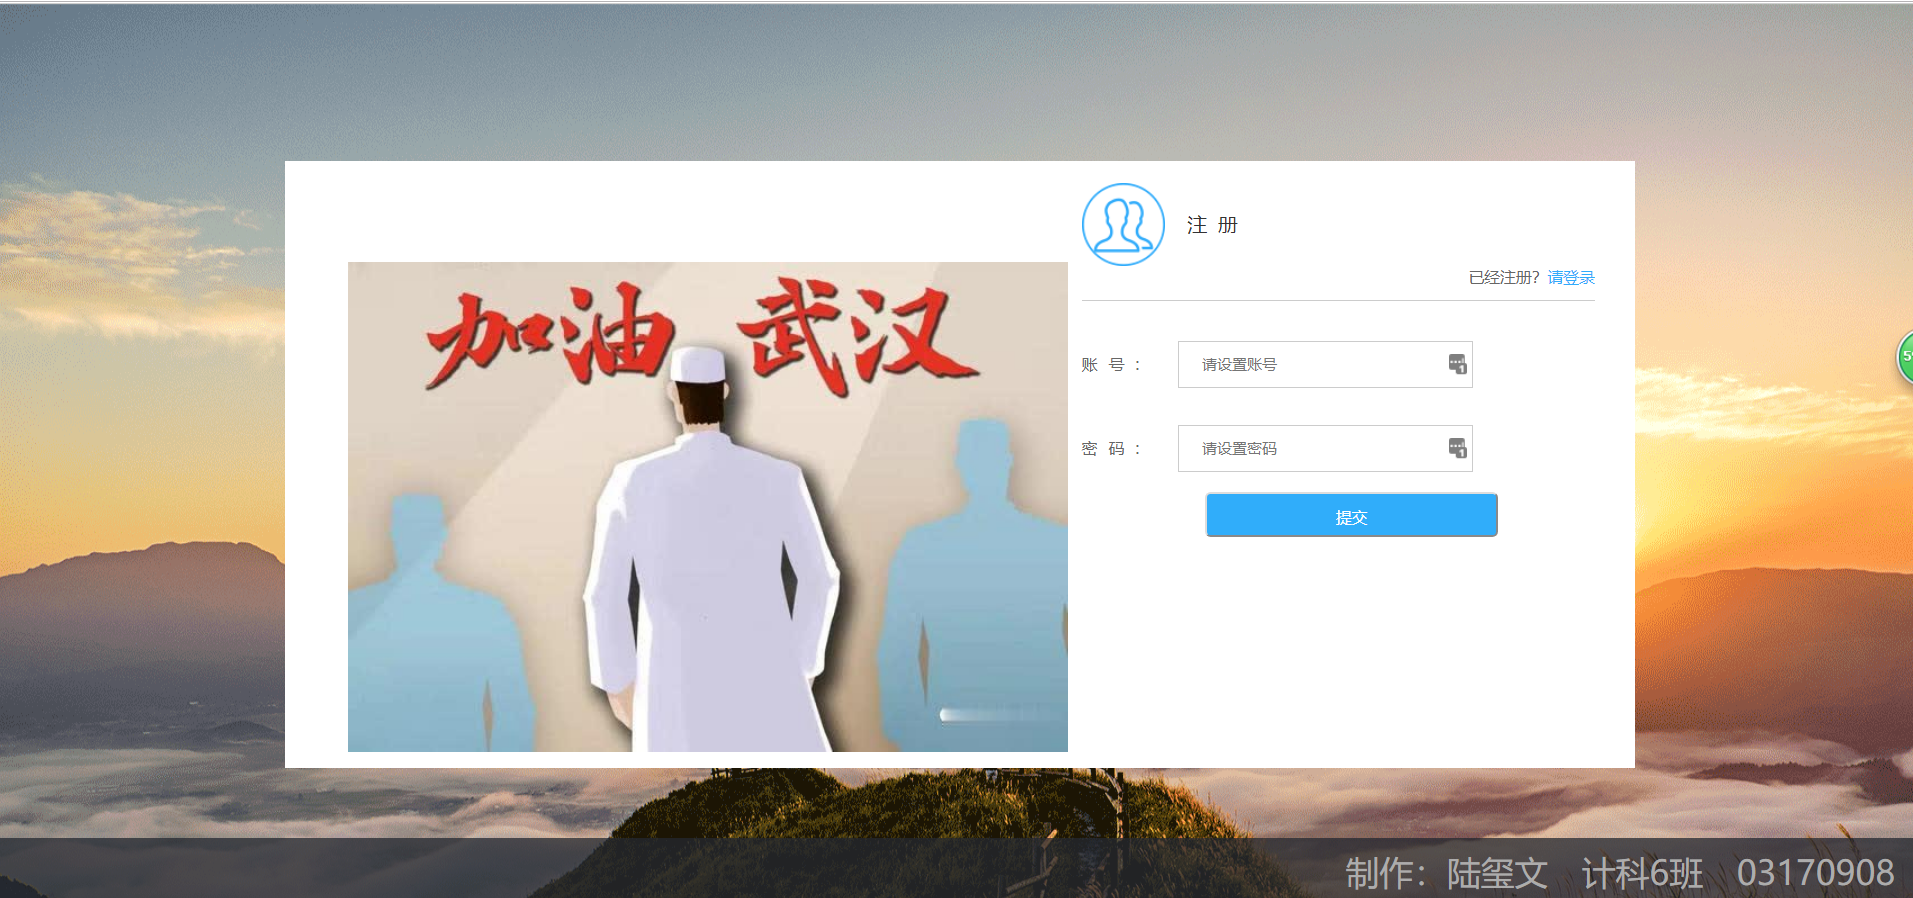 注 册
已经注册？请登录
加油 武汉
账 号 ：
请设置账号
密 码 ：
请设置密码
提交
制作：陆玺文 计科6班 03170908